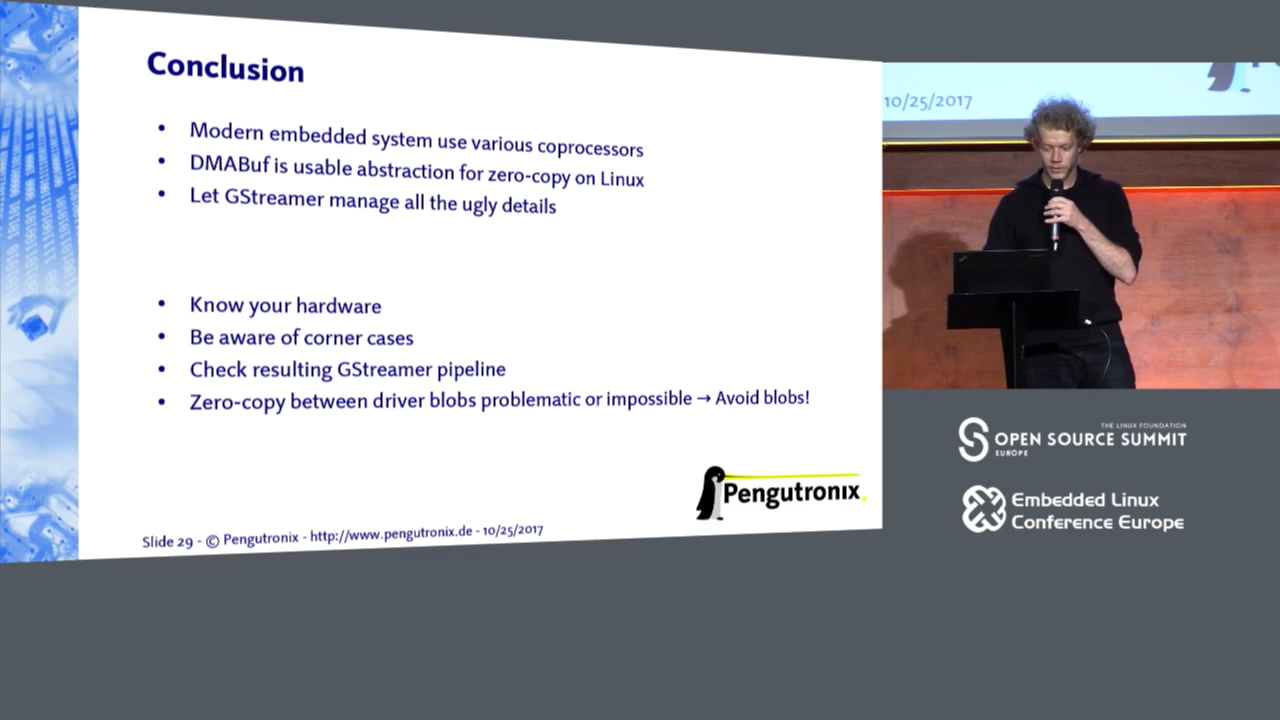 Conclusion
• Modern embedded system use various coprocessors
• DMABuf is usable abstraction for zero-copy on Linux
• Let GStreamer manage all the ugly details
• Know your hardware
• Be aware of corner cases
• Check resulting GStreamer pipeline
• Zero-copy between driver blobs problematic or impossible → Avoid blobs!
Pengutronix
Slide 29 - © Pengutronix - http://www.pengutronix.de - 10/25/2017
10/25/2017
THE LINUX FOUNDATION
OPEN SOURCE SUMMIT
EUROPE
Embedded Linux
Conference Europe